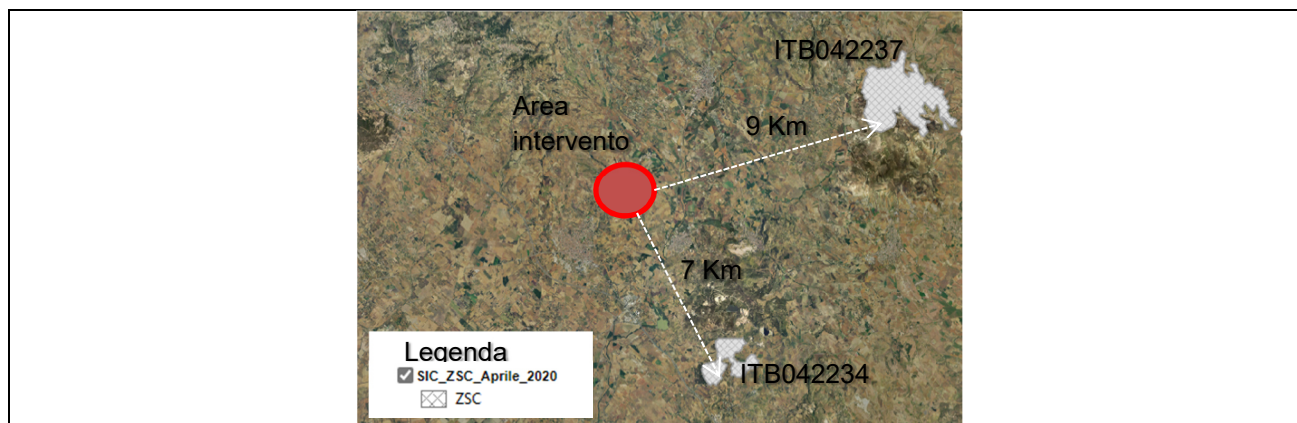 ITB042237
Area
intervento
9 Km
7 Km
Legenda
SIC_ZSC_Aprile_2020
ZSC
ITB042234